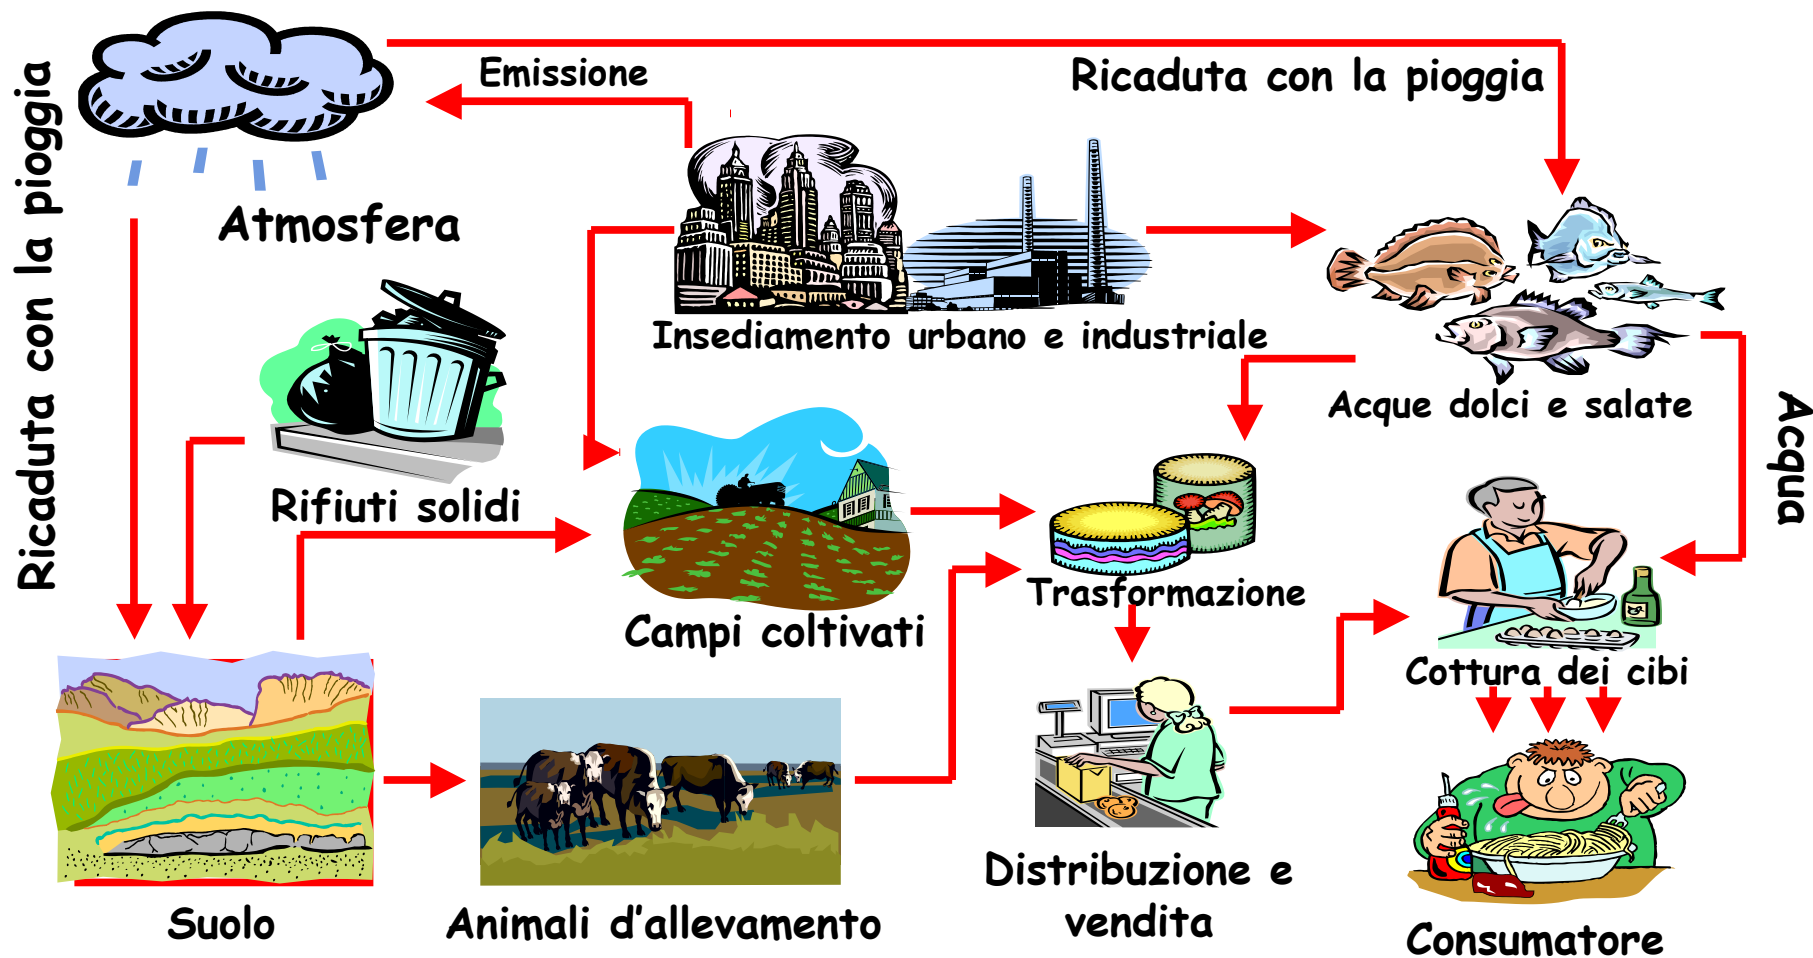 Emissione
Ricaduta con la pioggia
Ricaduta con la pioggia
Atmosfera
Insediamento urbano e industriale
Acque dolci e salate
Acqua
Rifiuti solidi
Trasformazione
Campi coltivati
Cottura dei cibi
Distribuzione e
vendita
Suolo
Animali d’allevamento
Consumatore